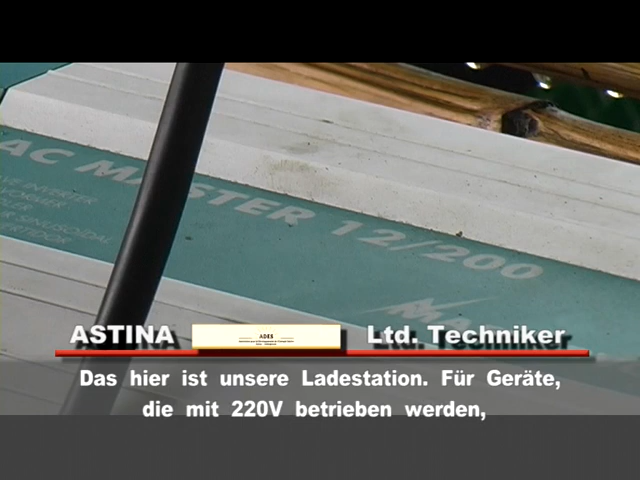 AC MASTER 12/200
ASTINA ADES Ltd. Techniker
Das hier ist unsere Ladestation. Für Geräte,
die mit 220V betrieben werden,